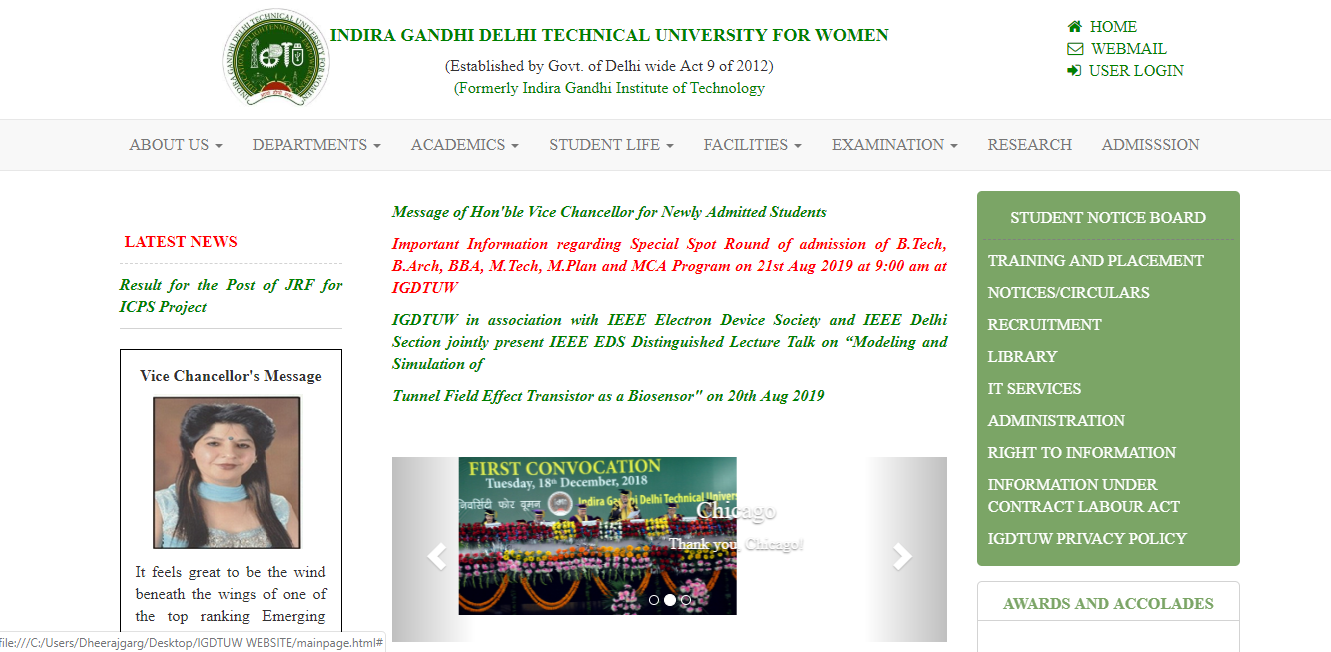 INDIRA GANDHI DELHI TECHNICAL UNIVERSITY FOR WOMEN
(Established by Govt. of Delhi wide Act 9 of 2012)
(Formerly Indira Gandhi Institute of Technology
HOME
WEBMAIL
USER LOGIN
ABOUT US
DEPARTMENTS
ACADEMICS
STUDENT LIFE
FACILITIES
EXAMINATION
RESEARCH
ADMISSSION
LATEST NEWS
Result for the Post of JRF for
ICPS Project
Vice Chancellor's Message
It feels great to be the wind
beneath the wings of one of
the top ranking Emerging
Message of Hon'ble Vice Chancellor for Newly Admitted Students
Important Information regarding Special Spot Round of admission of B.Tech,
B.Arch, BBA, M.Tech, M.Plan and MCA Program on 21st Aug 2019 at 9:00 am at
IGDTUW
IGDTUW in association with IEEE Electron Device Society and IEEE Delhi
Section jointly present IEEE EDS Distinguished Lecture Talk on “Modeling and
Simulation of
Tunnel Field Effect Transistor as a Biosensor" on 20th Aug 2019
FIRST CONVOCATION
Tuesday, 18th December, 2018
फोर वूमन
Indira Gandhi Delhi Technical
Chicago
Thank you, Chicago!
STUDENT NOTICE BOARD
TRAINING AND PLACEMENT
NOTICES/CIRCULARS
RECRUITMENT
LIBRARY
IT SERVICES
ADMINISTRATION
RIGHT TO INFORMATION
INFORMATION UNDER
CONTRACT LABOUR ACT
IGDTUW PRIVACY POLICY
AWARDS AND ACCOLADES
file:///C:/Users/Dheerajgarg/Desktop/IGDTUW WEBSITE/mainpage.html#